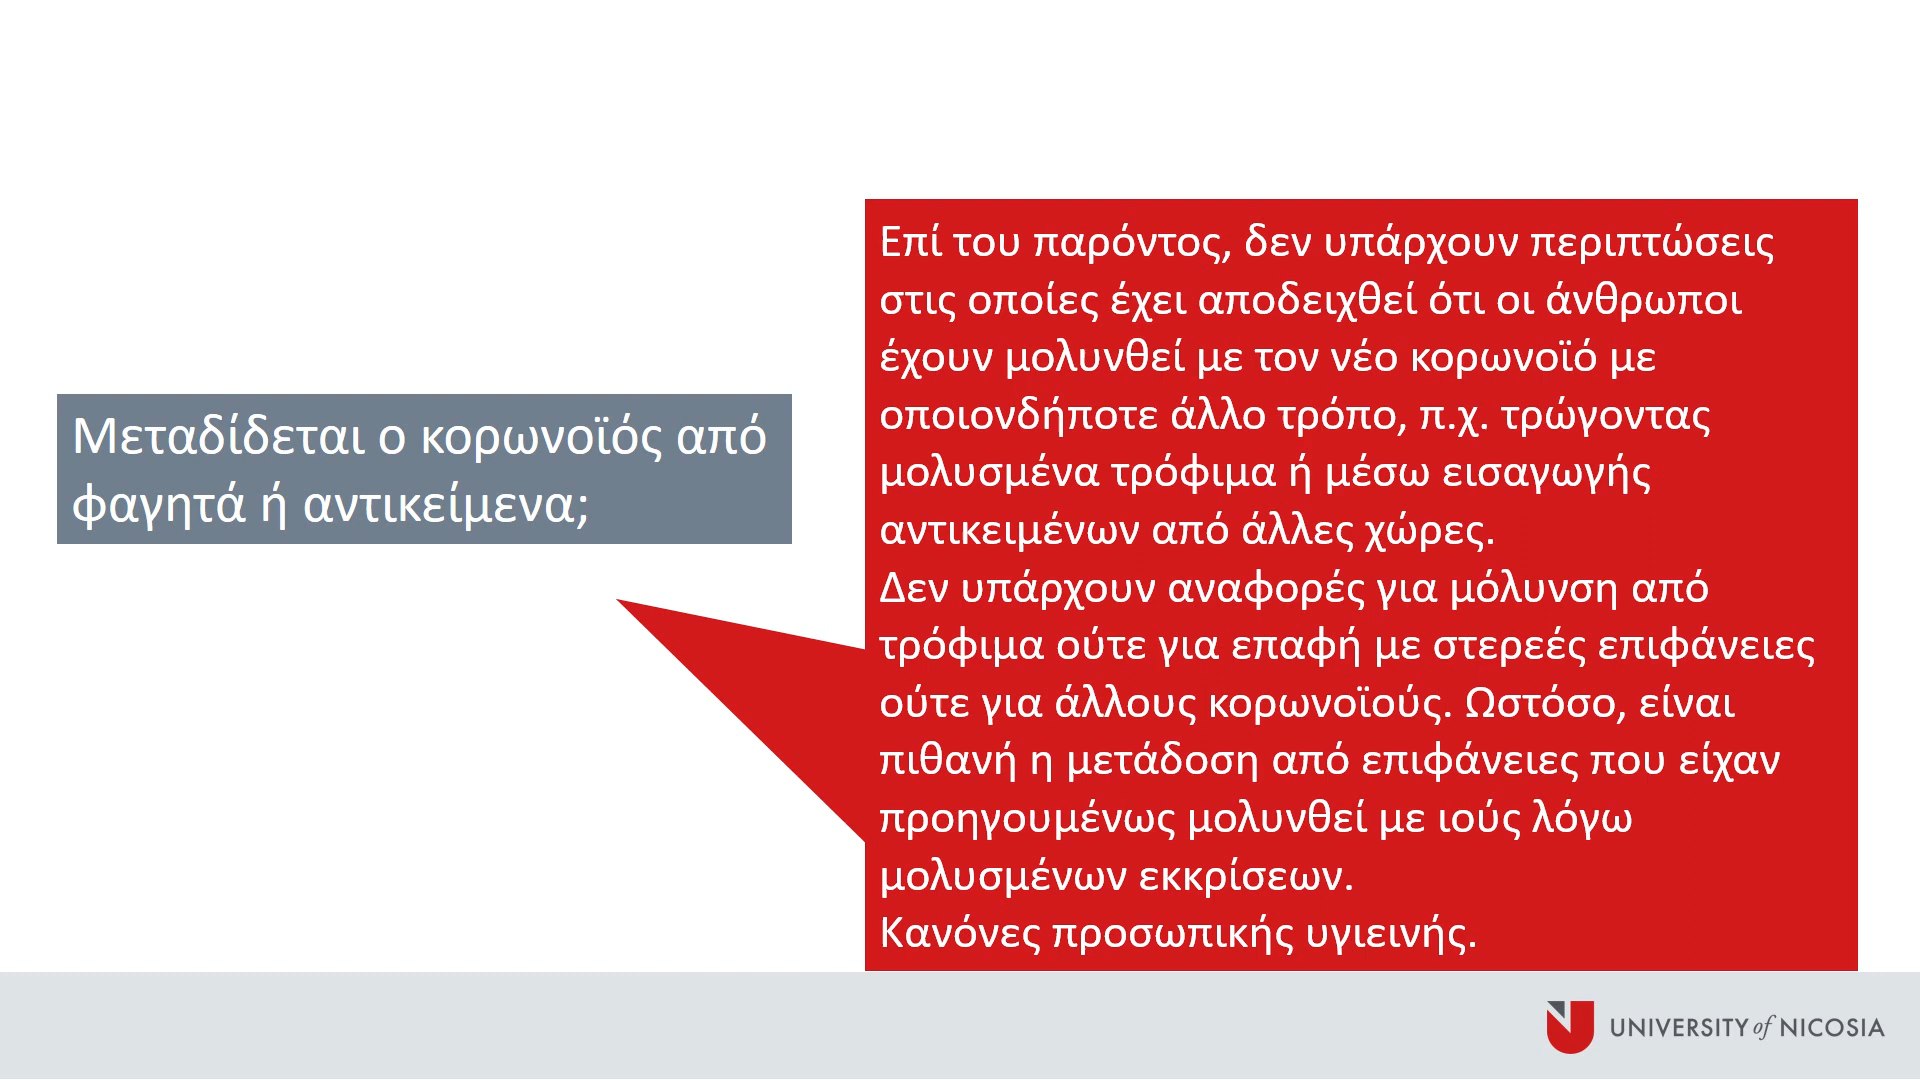 Μεταδίδεται ο κορωνοϊός από
φαγητά ή αντικείμενα;
Επί του παρόντος, δεν υπάρχουν περιπτώσεις
στις οποίες έχει αποδειχθεί ότι οι άνθρωποι
έχουν μολυνθεί με τον νέο κορωνοϊό με
οποιονδήποτε άλλο τρόπο, π.χ. τρώγοντας
μολυσμένα τρόφιμα ή μέσω εισαγωγής
αντικειμένων από άλλες χώρες.
Δεν υπάρχουν αναφορές για μόλυνση από
τρόφιμα ούτε για επαφή με στερεές επιφάνειες
ούτε για άλλους κορωνοϊούς. Ωστόσο, είναι
πιθανή η μετάδοση από επιφάνειες που είχαν
προηγουμένως μολυνθεί με ιούς λόγω
μολυσμένων εκκρίσεων.
Κανόνες προσωπικής υγιεινής.
UNIVERSITY of NICOSIA